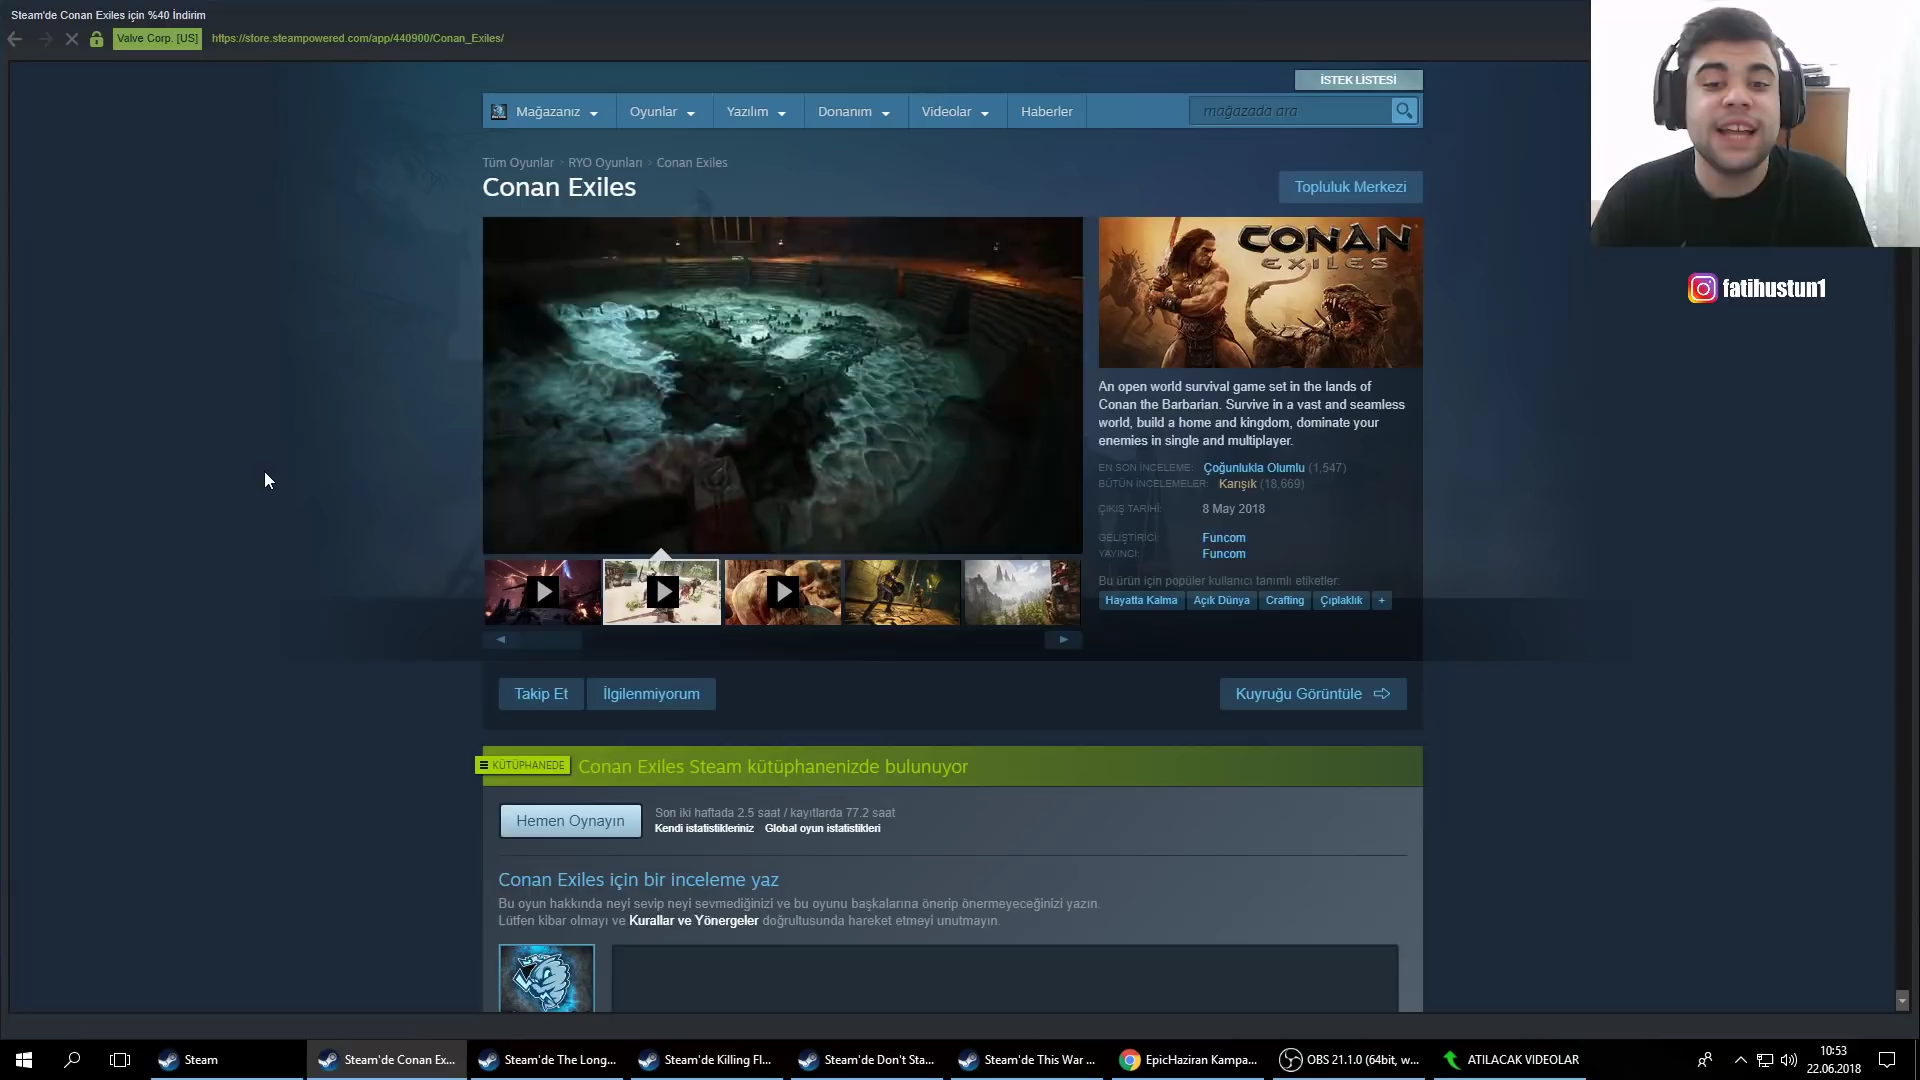 Steam'de Conan Exiles için %40 İndirim
Valve Corp. [US] https://store.steampowered.com/app/440900/Conan_Exiles/
İSTEK LİSTESİ
Mağazanız Oyunlar Yazılım Donanım Videolar Haberler mağazada ara
Tüm Oyunlar > RYO Oyunları > Conan Exiles
Conan Exiles
Topluluk Merkezi
CONAN
EXILES
fatihustun1
An open world survival game set in the lands of
Conan the Barbarian. Survive in a vast and seamless
world, build a home and kingdom, dominate your
enemies in single and multiplayer.
EN SON İNCELEME: Çoğunlukla Olumlu (1,547)
BÜTÜN İNCELEMELER: Karışık (18,669)
ÇIKIŞ TARİHİ: 8 May 2018
GELİŞTİRİCİ: Funcom
YAYINCI: Funcom
Bu ürün için popüler kullanıcı tanımlı etiketler:
Hayatta Kalma Açık Dünya Crafting Çıplaklık +
Takip Et İlgilenmiyorum Kuyruğu Görüntüle
KÜTÜPHANEDE Conan Exiles Steam kütüphanenizde bulunuyor
Hemen Oynayın
Son iki haftada 2.5 saat / kayıtlarda 77.2 saat
Kendi istatistikleriniz Global oyun istatistikleri
Conan Exiles için bir inceleme yaz
Bu oyun hakkında neyi sevip neyi sevmediğinizi ve bu oyunu başkalarına önerip önermeyeceğinizi yazın.
Lütfen kibar olmayı ve Kurallar ve Yönergeler doğrultusunda hareket etmeyi unutmayın.
Steam Steam'de Conan Ex... Steam'de The Long... Steam'de Killing Fl... Steam'de Don't Sta... Steam'de This War ... EpicHaziran Kampa... OBS 21.1.0 (64bit, w... ATILACAK VIDEOLAR
10:53
22.06.2018